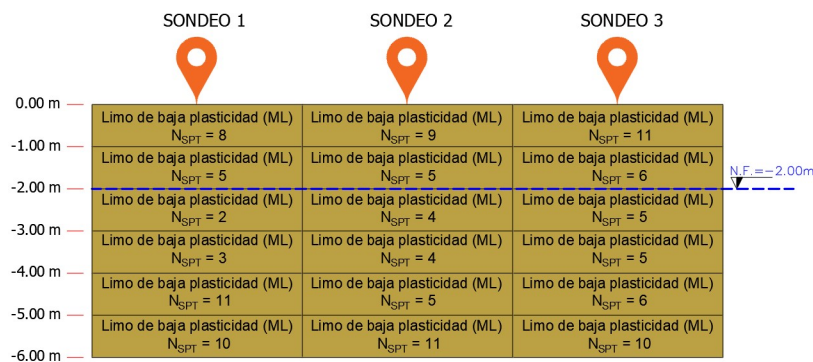 SONDEO 1 SONDEO 2 SONDEO 3
0.00 m
Limo de baja plasticidad (ML) Limo de baja plasticidad (ML) Limo de baja plasticidad (ML)
NSPT = 8 NSPT = 9 NSPT = 11
-1.00 m
Limo de baja plasticidad (ML) Limo de baja plasticidad (ML) Limo de baja plasticidad (ML)
NSPT = 5 NSPT = 5 NSPT = 6
N.F.=-2.00m
-2.00 m
Limo de baja plasticidad (ML) Limo de baja plasticidad (ML) Limo de baja plasticidad (ML)
NSPT = 2 NSPT = 4 NSPT = 5
-3.00 m
Limo de baja plasticidad (ML) Limo de baja plasticidad (ML) Limo de baja plasticidad (ML)
NSPT = 3 NSPT = 4 NSPT = 5
-4.00 m
Limo de baja plasticidad (ML) Limo de baja plasticidad (ML) Limo de baja plasticidad (ML)
NSPT = 11 NSPT = 5 NSPT = 6
-5.00 m
Limo de baja plasticidad (ML) Limo de baja plasticidad (ML) Limo de baja plasticidad (ML)
NSPT = 10 NSPT = 11 NSPT = 10
-6.00 m